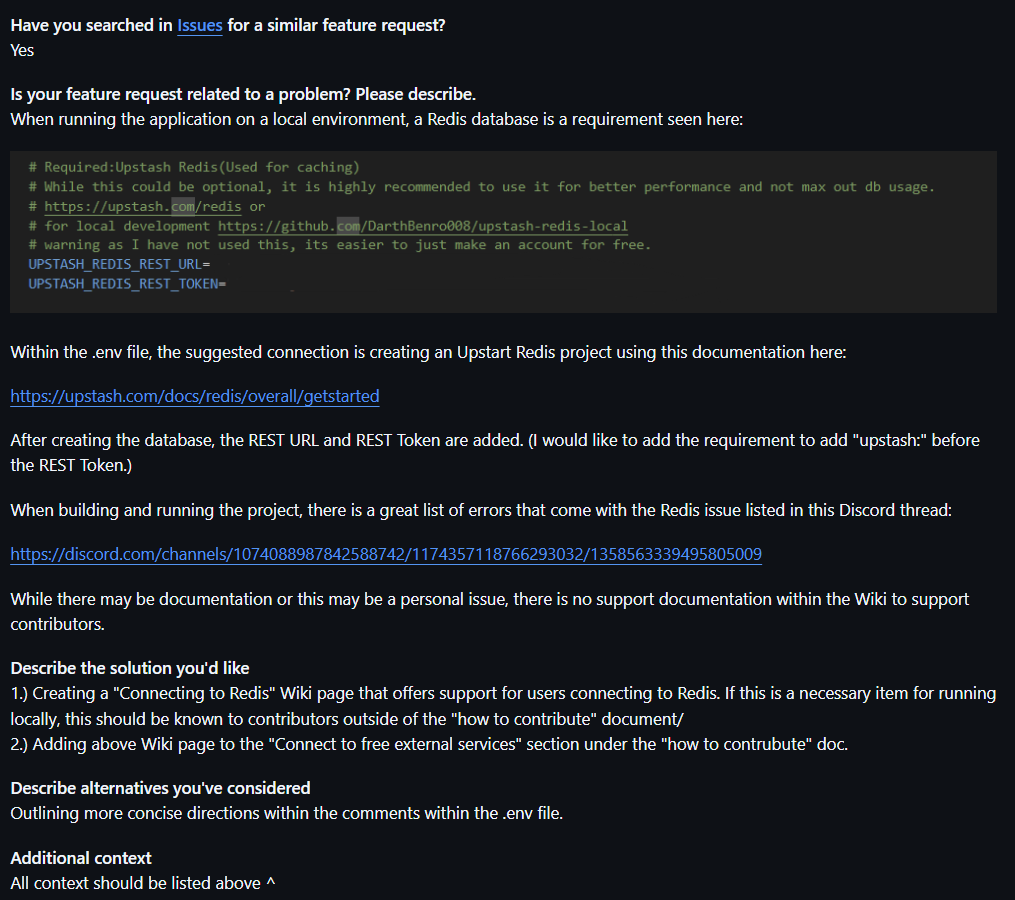 Have you searched in Issues for a similar feature request?
Yes
Is your feature request related to a problem? Please describe.
When running the application on a local environment, a Redis database is a requirement seen here:
# Required:Upstash Redis(Used for caching)
# While this could be optional, it is highly recommended to use it for better performance and not max out db usage.
# https://upstash.com/redis or
# for local development https://github.com/DarthBenro008/upstash-redis-local
# warning as I have not used this, its easier to just make an account for free.
UPSTASH_REDIS_REST_URL=
UPSTASH_REDIS_REST_TOKEN=
Within the .env file, the suggested connection is creating an Upstart Redis project using this documentation here:
https://upstash.com/docs/redis/overall/getstarted
After creating the database, the REST URL and REST Token are added. (I would like to add the requirement to add "upstash:" before
the REST Token.)
When building and running the project, there is a great list of errors that come with the Redis issue listed in this Discord thread:
https://discord.com/channels/1074088987842588742/1174357118766293032/1358563339495805009
While there may be documentation or this may be a personal issue, there is no support documentation within the Wiki to support
contributors.
Describe the solution you'd like
1.) Creating a "Connecting to Redis" Wiki page that offers support for users connecting to Redis. If this is a necessary item for running
locally, this should be known to contributors outside of the "how to contribute" document/
2.) Adding above Wiki page to the "Connect to free external services" section under the "how to contrubute" doc.
Describe alternatives you've considered
Outlining more concise directions within the comments within the .env file.
Additional context
All context should be listed above ^